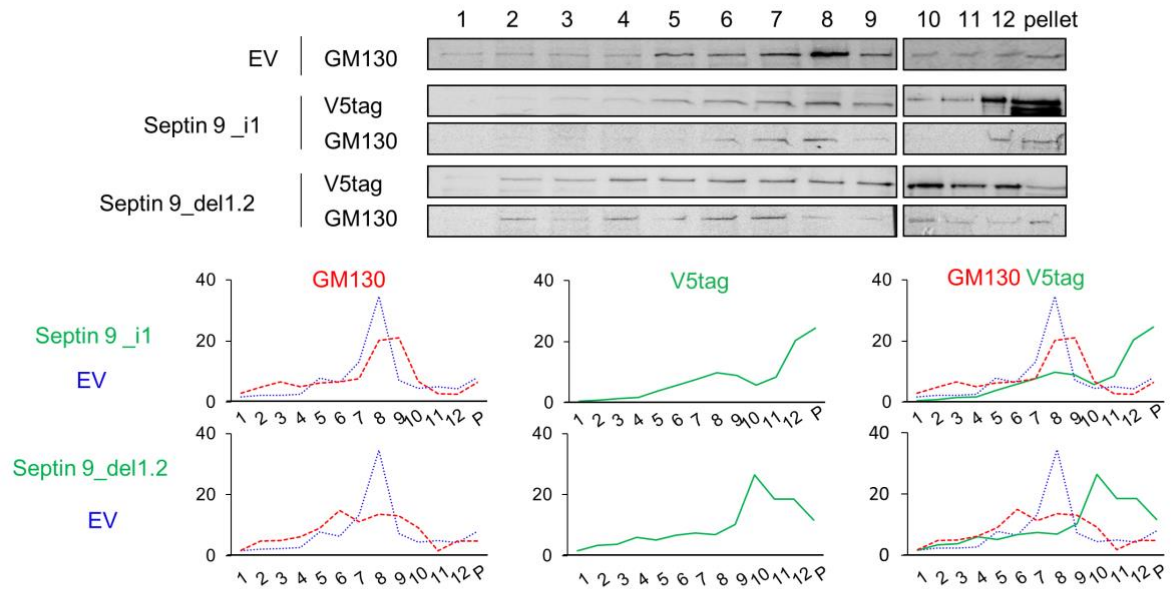 1 2 3 4 5 6 7 8 9 10 11 12 pellet
EV GM130
Septin 9 _i1 V5tag
GM130
Septin 9_del1.2 V5tag
GM130
GM130 V5tag GM130 V5tag
Septin 9 _i1
EV
40
20
0
1 2 3 4 5 6 7 8 9 10 11 12 P
40
20
0
1 2 3 4 5 6 7 8 9 10 11 12 P
40
20
0
1 2 3 4 5 6 7 8 9 10 11 12 P
Septin 9_del1.2
EV
40
20
0
1 2 3 4 5 6 7 8 9 10 11 12 P
40
20
0
1 2 3 4 5 6 7 8 9 10 11 12 P
40
20
0
1 2 3 4 5 6 7 8 9 10 11 12 P